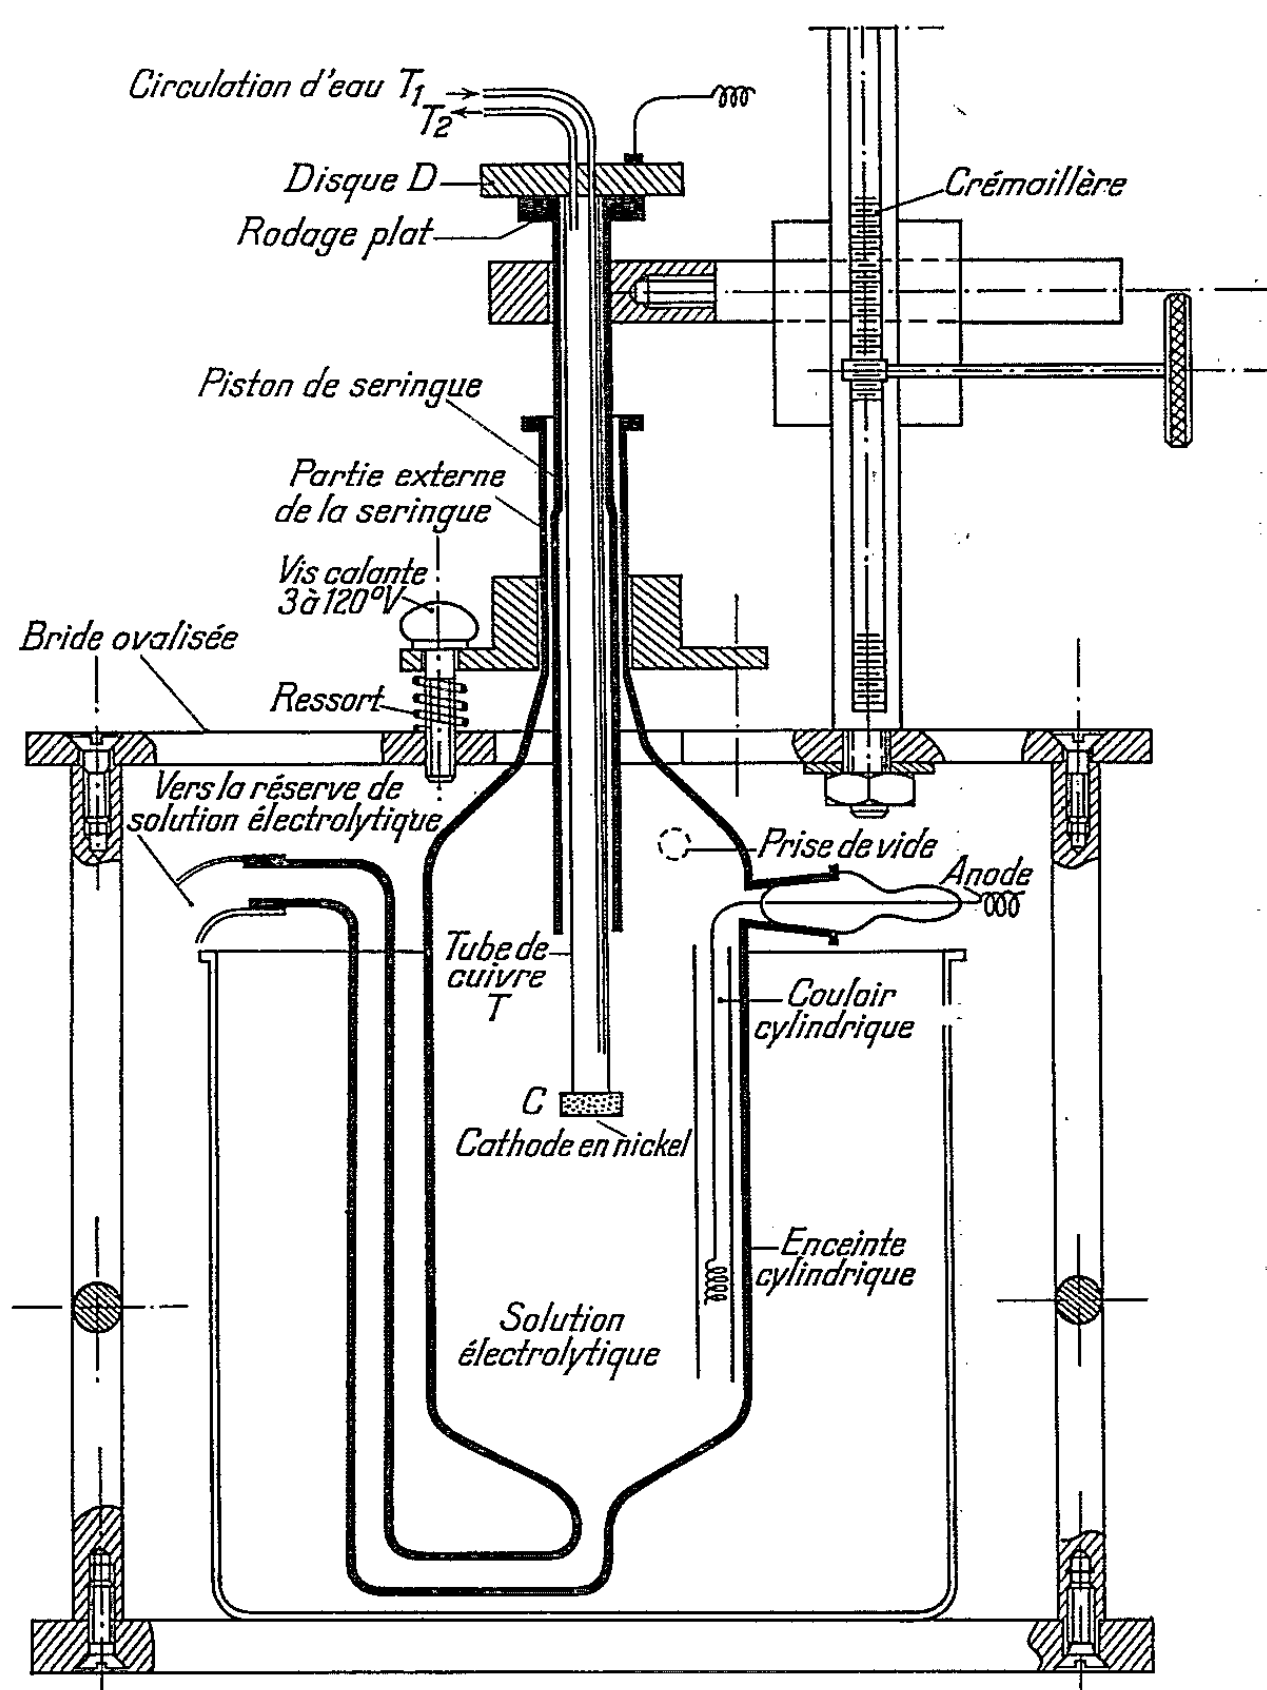 Circulation d'eau T1
T2
Disque D
Rodage plat
Crémaillère
Piston de seringue
Partie externe
de la seringue
Vis calante
3 à 120° V
Bride ovalisée
Ressort
Vers la réserve de
solution électrolytique
Prise de vide
Anode
Tube de
cuivre
T
Couloir
cylindrique
C
Cathode en nickel
Enceinte
cylindrique
Solution
électrolytique